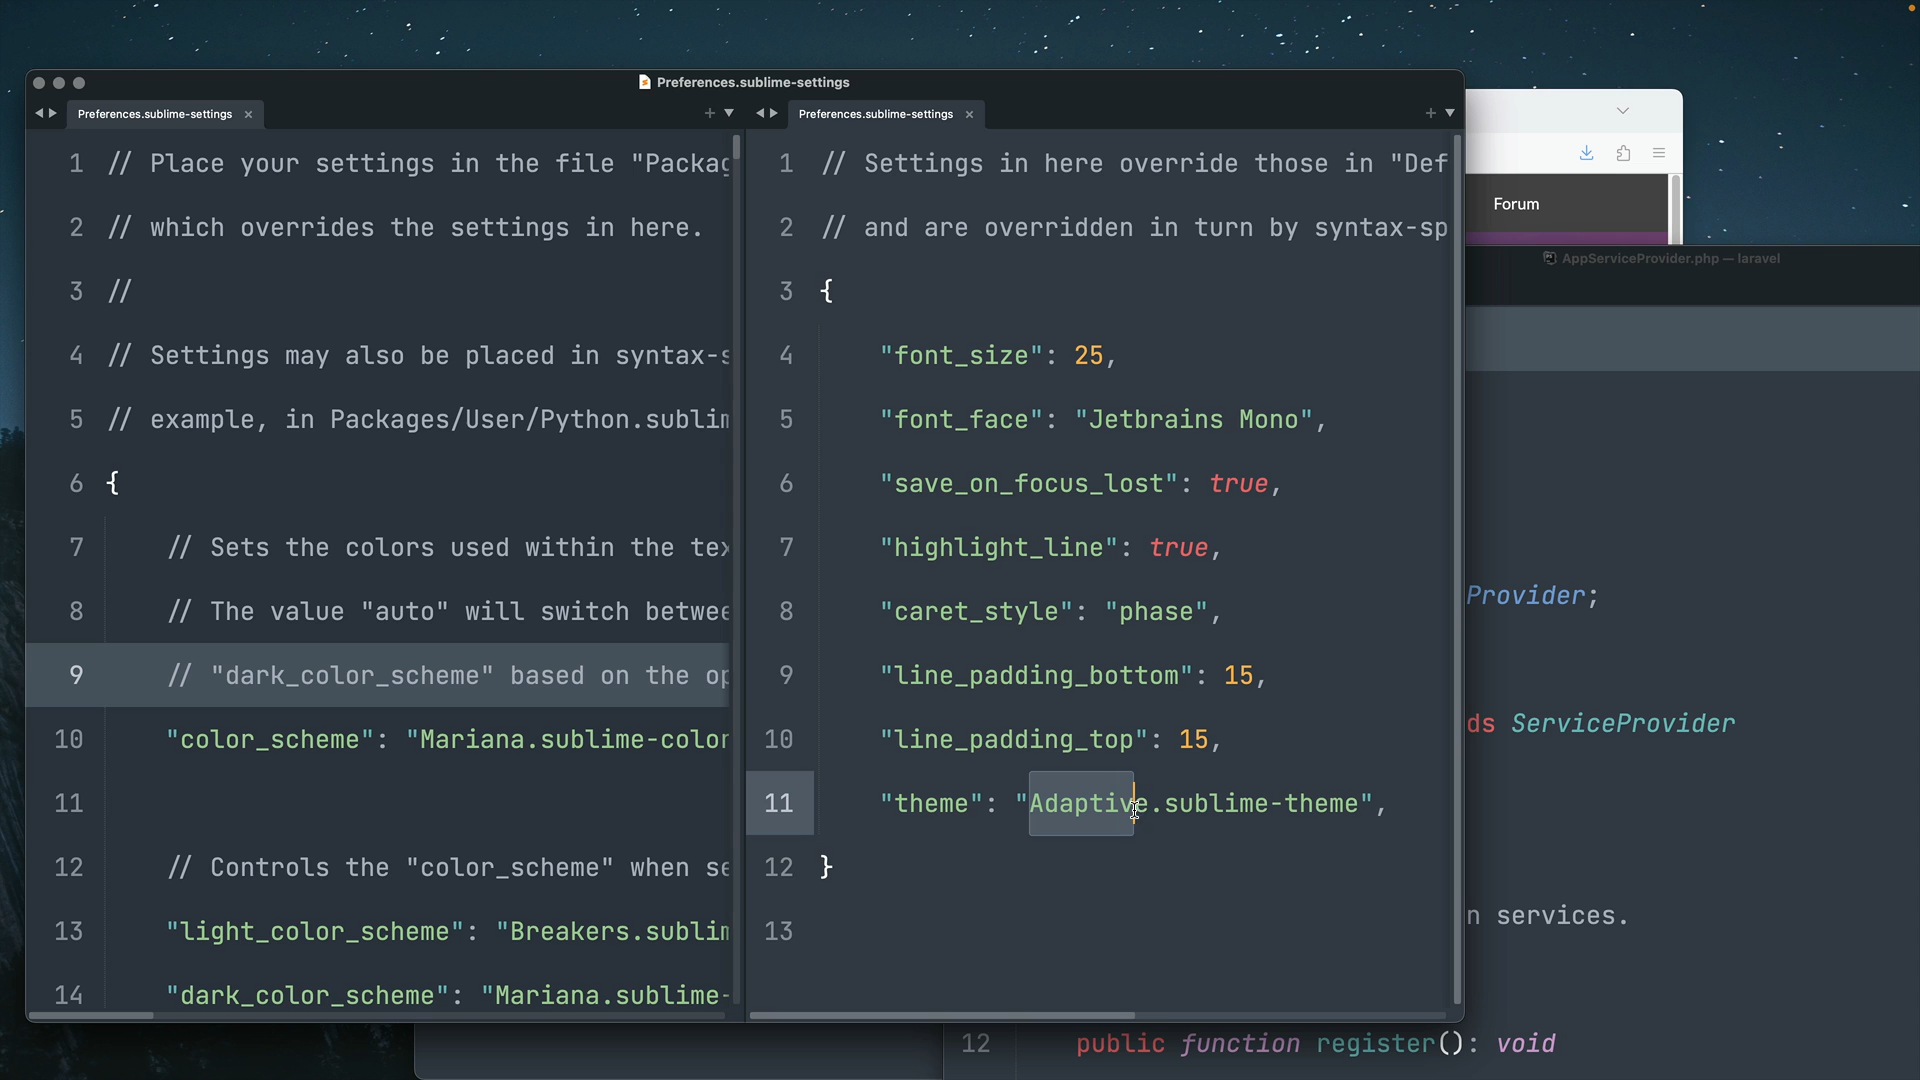 Preferences.sublime-settings
Preferences.sublime-settings
1 // Place your settings in the file "Packag
2 // which overrides the settings in here.
3 //
4 // Settings may also be placed in syntax-s
5 // example, in Packages/User/Python.sublim
6 {
7 // Sets the colors used within the tex
8 // The value "auto" will switch betwee
9 // "dark_color_scheme" based on the op
10 "color_scheme": "Mariana.sublime-color
11
12 // Controls the "color_scheme" when se
13 "light_color_scheme": "Breakers.sublim
14 "dark_color_scheme": "Mariana.sublime-
Preferences.sublime-settings
1 // Settings in here override those in "Def
2 // and are overridden in turn by syntax-sp
3 {
4 "font_size": 25,
5 "font_face": "Jetbrains Mono",
6 "save_on_focus_lost": true,
7 "highlight_line": true,
8 "caret_style": "phase",
9 "line_padding_bottom": 15,
10 "line_padding_top": 15,
11 "theme": "Adaptive.sublime-theme",
12 }
13
Forum
AppServiceProvider.php — laravel
Provider;
ds ServiceProvider
n services.
12 public function register(): void